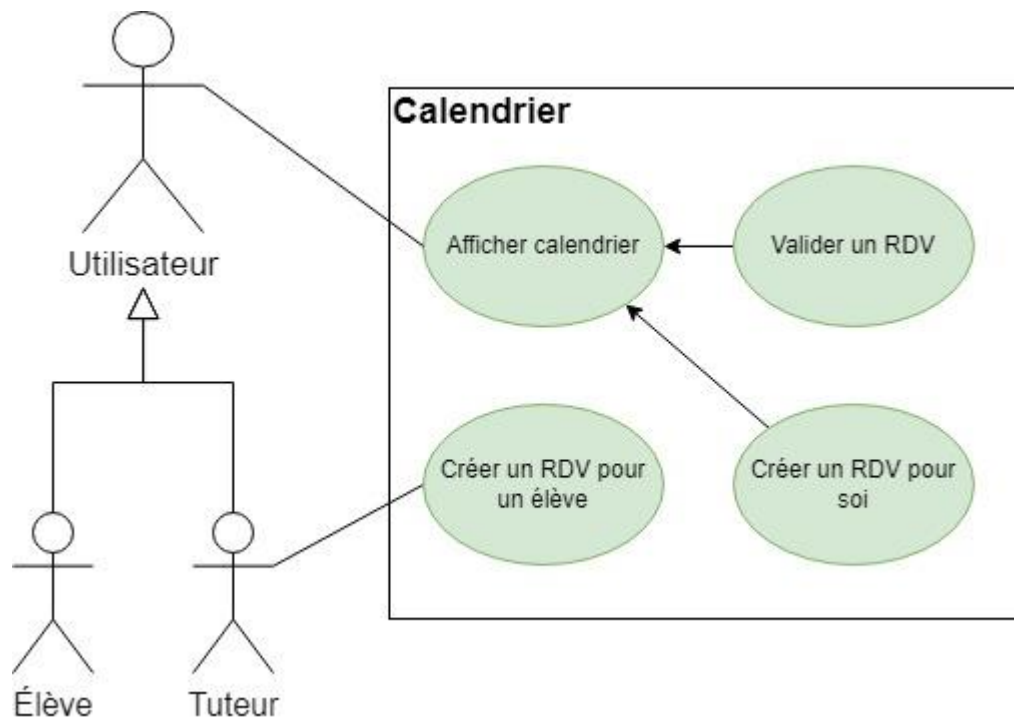 Calendrier
Afficher calendrier
Valider un RDV
Utilisateur
Créer un RDV pour
un élève
Créer un RDV pour
soi
Élève
Tuteur